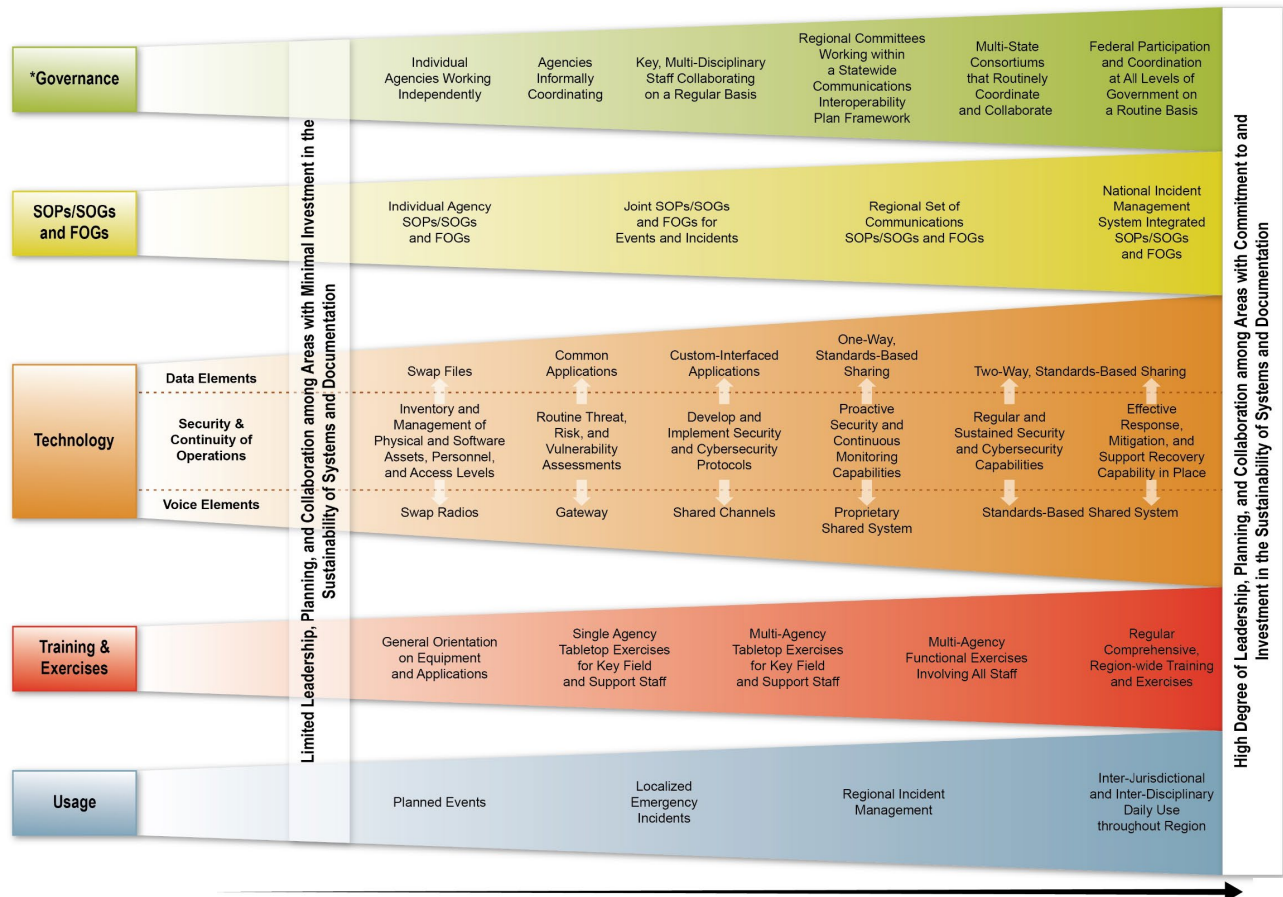 *Governance
Individual
Agencies Working
Independently
Agencies
Informally
Coordinating
Key, Multi-Disciplinary
Staff Collaborating
on a Regular Basis
Regional Committees
Working within
a Statewide
Communications
Interoperability
Plan Framework
Multi-State
Consortiums
that Routinely
Coordinate
and Collaborate
Federal Participation
and Coordination
at All Levels of
Government on
a Routine Basis
SOPs/SOGs
and FOGs
Individual Agency
SOPs/SOGs
and FOGs
Joint SOPs/SOGs
and FOGs for
Events and Incidents
Regional Set of
Communications
SOPs/SOGs and FOGs
National Incident
Management
System Integrated
SOPs/SOGs
and FOGs
Technology
Data Elements
Swap Files
Common
Applications
Custom-Interfaced
Applications
One-Way,
Standards-Based
Sharing
Two-Way, Standards-Based Sharing
Security &
Continuity of
Operations
Inventory and
Management of
Physical and Software
Assets, Personnel,
and Access Levels
Routine Threat,
Risk, and
Vulnerability
Assessments
Develop and
Implement Security
and Cybersecurity
Protocols
Proactive
Security and
Continuous
Monitoring
Capabilities
Regular and
Sustained Security
and Cybersecurity
Capabilities
Effective
Response,
Mitigation, and
Support Recovery
Capability in Place
Voice Elements
Swap Radios
Gateway
Shared Channels
Proprietary
Shared System
Standards-Based Shared System
Training &
Exercises
General Orientation
on Equipment
and Applications
Single Agency
Tabletop Exercises
for Key Field
and Support Staff
Multi-Agency
Tabletop Exercises
for Key Field
and Support Staff
Multi-Agency
Functional Exercises
Involving All Staff
Regular
Comprehensive,
Region-wide Training
and Exercises
Usage
Planned Events
Localized
Emergency
Incidents
Regional Incident
Management
Inter-Jurisdictional
and Inter-Disciplinary
Daily Use
throughout Region
Limited Leadership, Planning, and Collaboration among Areas with Minimal Investment in the
Sustainability of Systems and Documentation
High Degree of Leadership, Planning, and Collaboration among Areas with Commitment to and
Investment in the Sustainability of Systems and Documentation